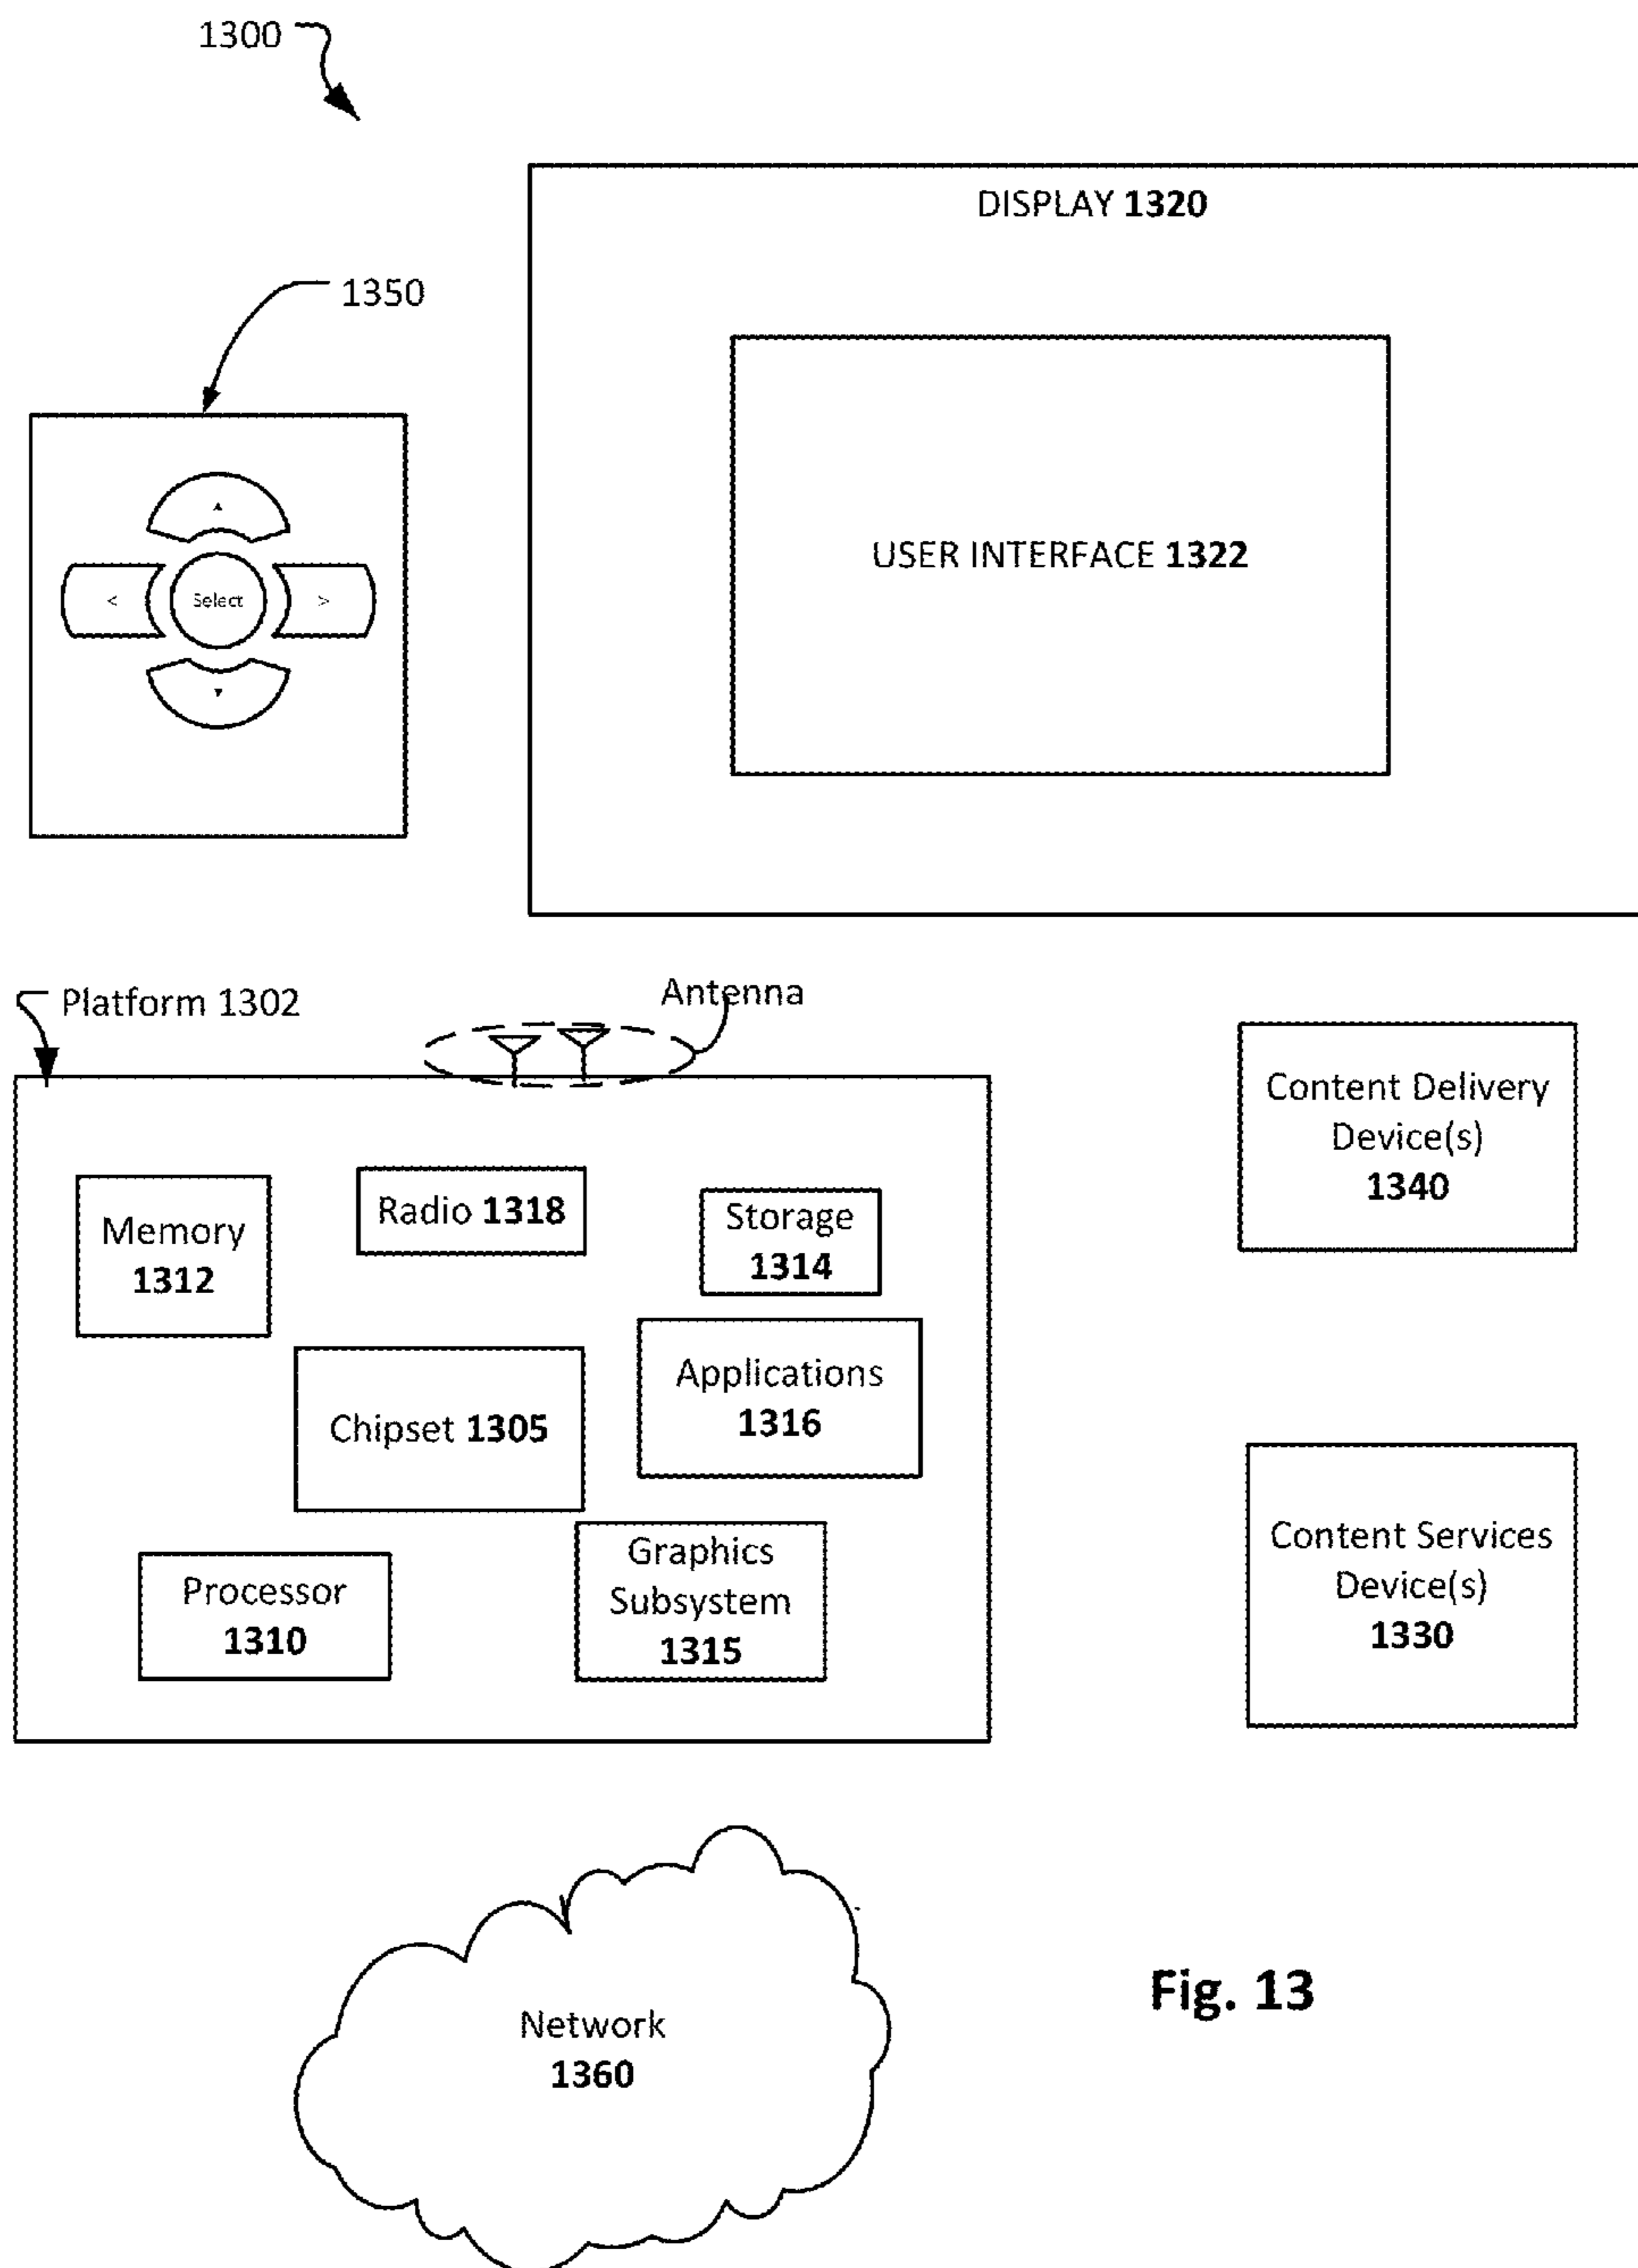 1300
DISPLAY 1320
1350
USER INTERFACE 1322
▲
<
Select
>
▼
Platform 1302
Antenna
Content Delivery
Device(s)
1340
Memory
1312
Radio 1318
Storage
1314
Chipset 1305
Applications
1316
Processor
1310
Graphics
Subsystem
1315
Content Services
Device(s)
1330
Network
1360
Fig. 13